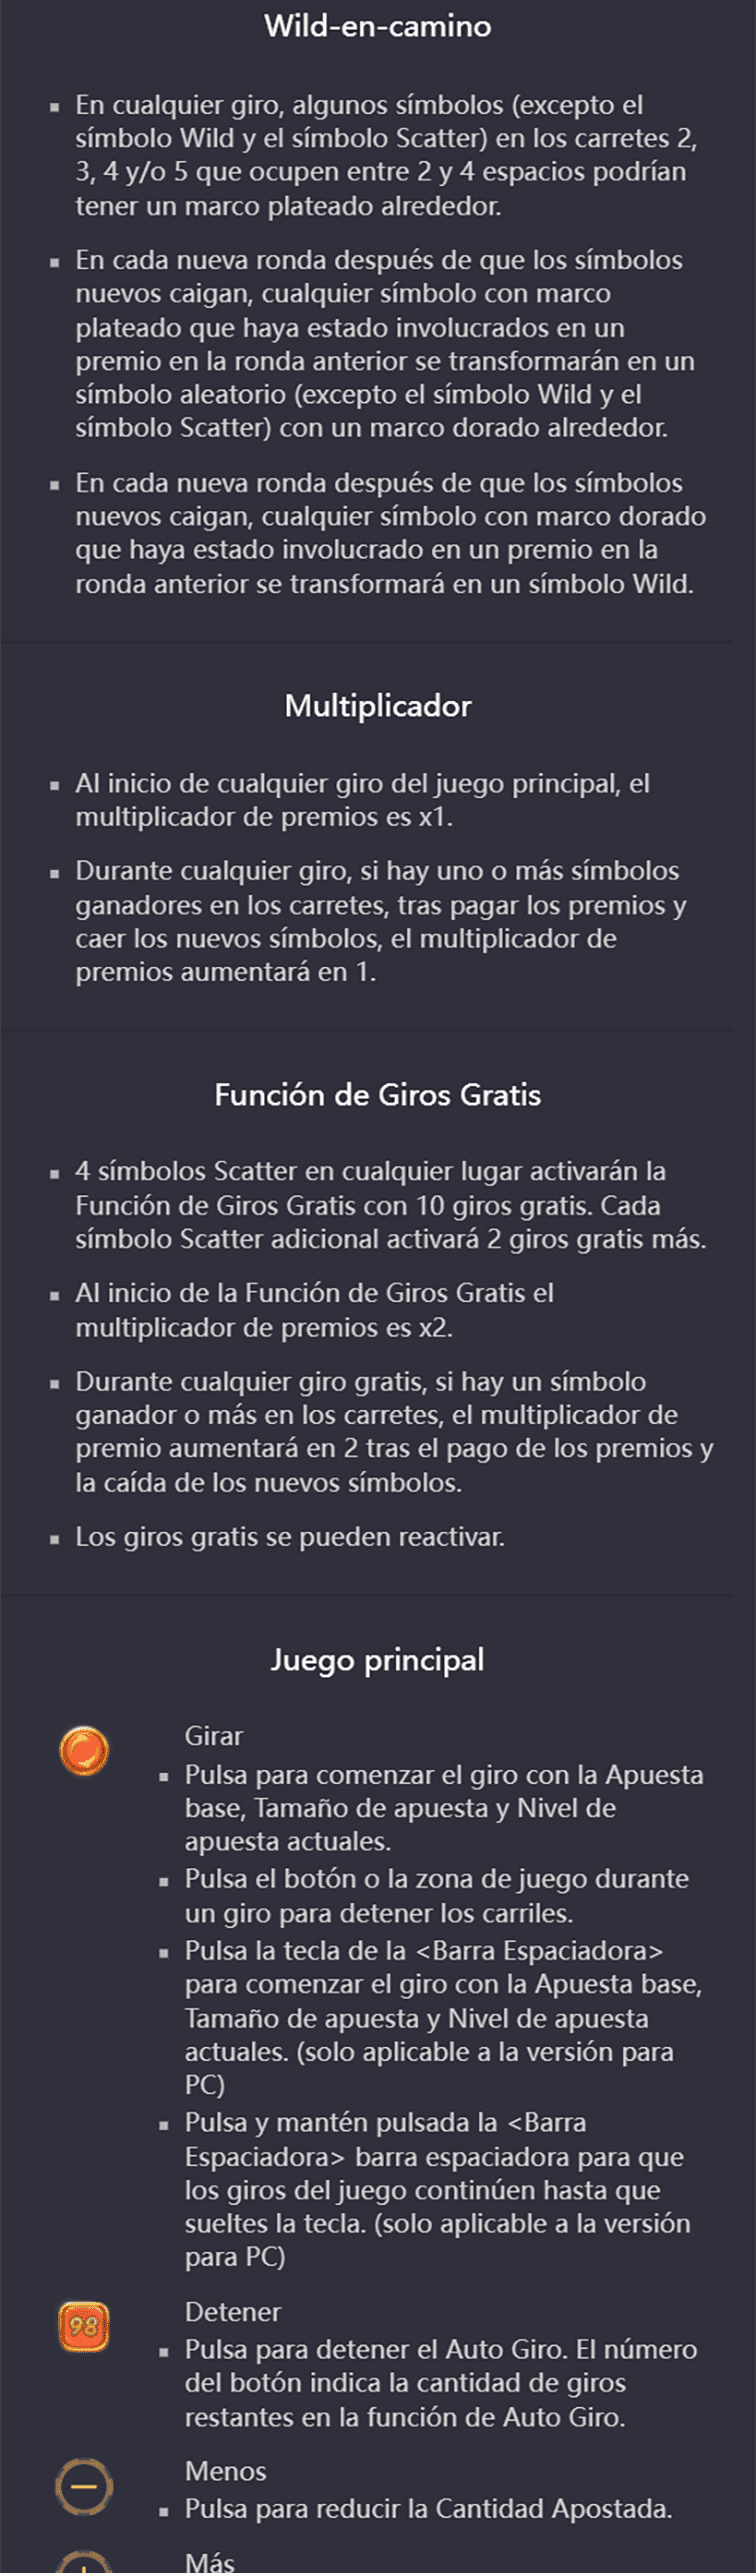 Wild-en-camino
▪ En cualquier giro, algunos símbolos (excepto el
símbolo Wild y el símbolo Scatter) en los carretes 2,
3, 4 y/o 5 que ocupen entre 2 y 4 espacios podrían
tener un marco plateado alrededor.
▪ En cada nueva ronda después de que los símbolos
nuevos caigan, cualquier símbolo con marco
plateado que haya estado involucrados en un
premio en la ronda anterior se transformarán en un
símbolo aleatorio (excepto el símbolo Wild y el
símbolo Scatter) con un marco dorado alrededor.
▪ En cada nueva ronda después de que los símbolos
nuevos caigan, cualquier símbolo con marco dorado
que haya estado involucrado en un premio en la
ronda anterior se transformará en un símbolo Wild.
Multiplicador
▪ Al inicio de cualquier giro del juego principal, el
multiplicador de premios es x1.
▪ Durante cualquier giro, si hay uno o más símbolos
ganadores en los carretes, tras pagar los premios y
caer los nuevos símbolos, el multiplicador de
premios aumentará en 1.
Función de Giros Gratis
▪ 4 símbolos Scatter en cualquier lugar activarán la
Función de Giros Gratis con 10 giros gratis. Cada
símbolo Scatter adicional activará 2 giros gratis más.
▪ Al inicio de la Función de Giros Gratis el
multiplicador de premios es x2.
▪ Durante cualquier giro gratis, si hay un símbolo
ganador o más en los carretes, el multiplicador de
premio aumentará en 2 tras el pago de los premios y
la caída de los nuevos símbolos.
▪ Los giros gratis se pueden reactivar.
Juego principal
Girar
▪ Pulsa para comenzar el giro con la Apuesta
base, Tamaño de apuesta y Nivel de
apuesta actuales.
▪ Pulsa el botón o la zona de juego durante
un giro para detener los carriles.
▪ Pulsa la tecla de la <Barra Espaciadora>
para comenzar el giro con la Apuesta base,
Tamaño de apuesta y Nivel de apuesta
actuales. (solo aplicable a la versión para
PC)
▪ Pulsa y mantén pulsada la <Barra
Espaciadora> barra espaciadora para que
los giros del juego continúen hasta que
sueltes la tecla. (solo aplicable a la versión
para PC)
98 Detener
▪ Pulsa para detener el Auto Giro. El número
del botón indica la cantidad de giros
restantes en la función de Auto Giro.
Menos
▪ Pulsa para reducir la Cantidad Apostada.
Más